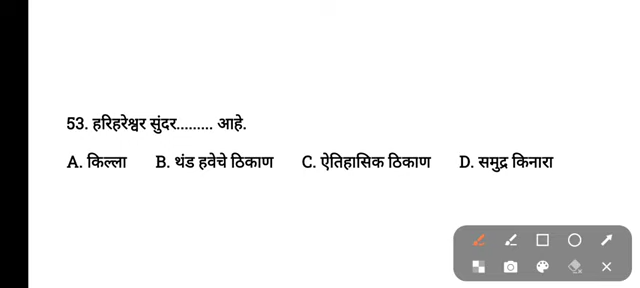 53. हरिहरेश्वर सुंदर......... आहे.
A. किल्ला B. थंड हवेचे ठिकाण C. ऐतिहासिक ठिकाण D. समुद्र किनारा